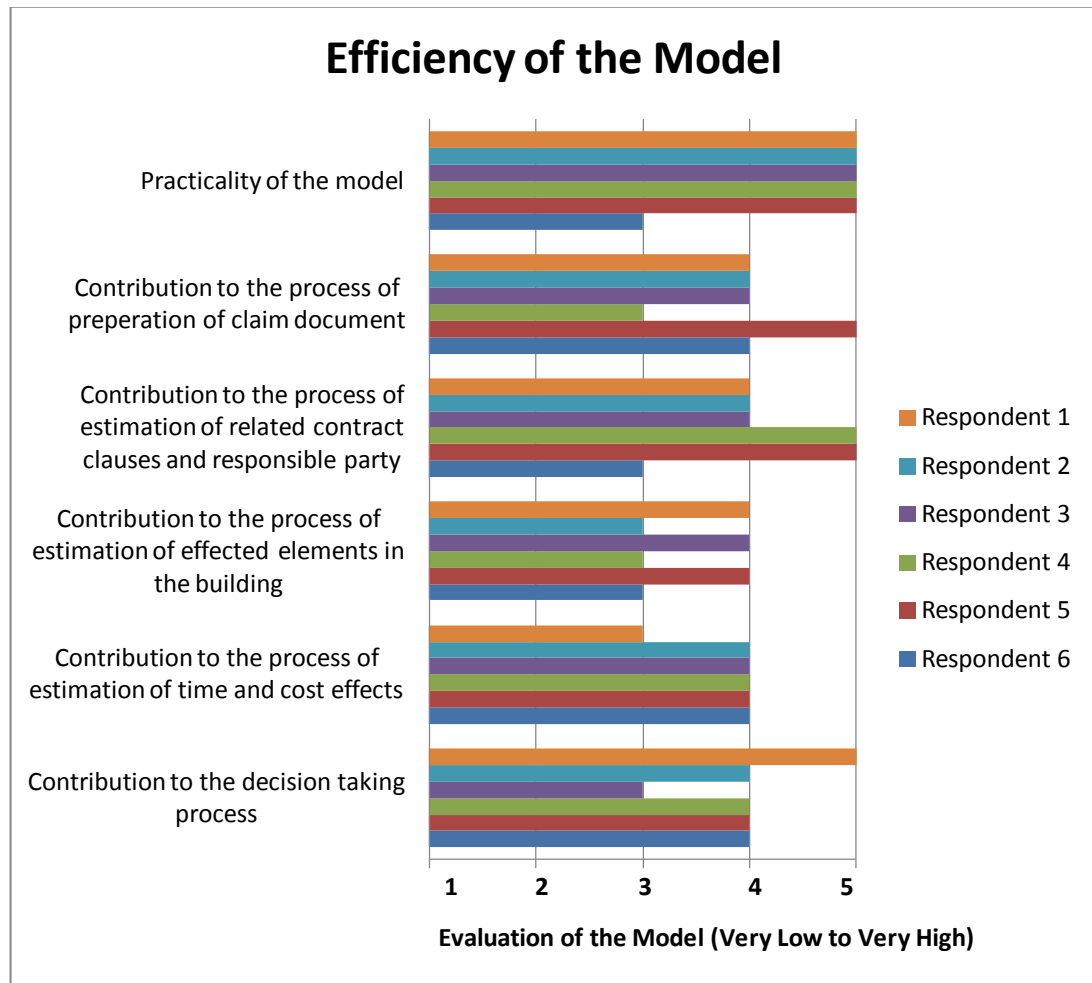 Efficiency of the Model
Practicality of the model
Contribution to the process of
preperation of claim document
Contribution to the process of
estimation of related contract
clauses and responsible party
Contribution to the process of
estimation of effected elements in
the building
Contribution to the process of
estimation of time and cost effects
Contribution to the decision taking
process
Respondent 1
Respondent 2
Respondent 3
Respondent 4
Respondent 5
Respondent 6
1 2 3 4 5
Evaluation of the Model (Very Low to Very High)